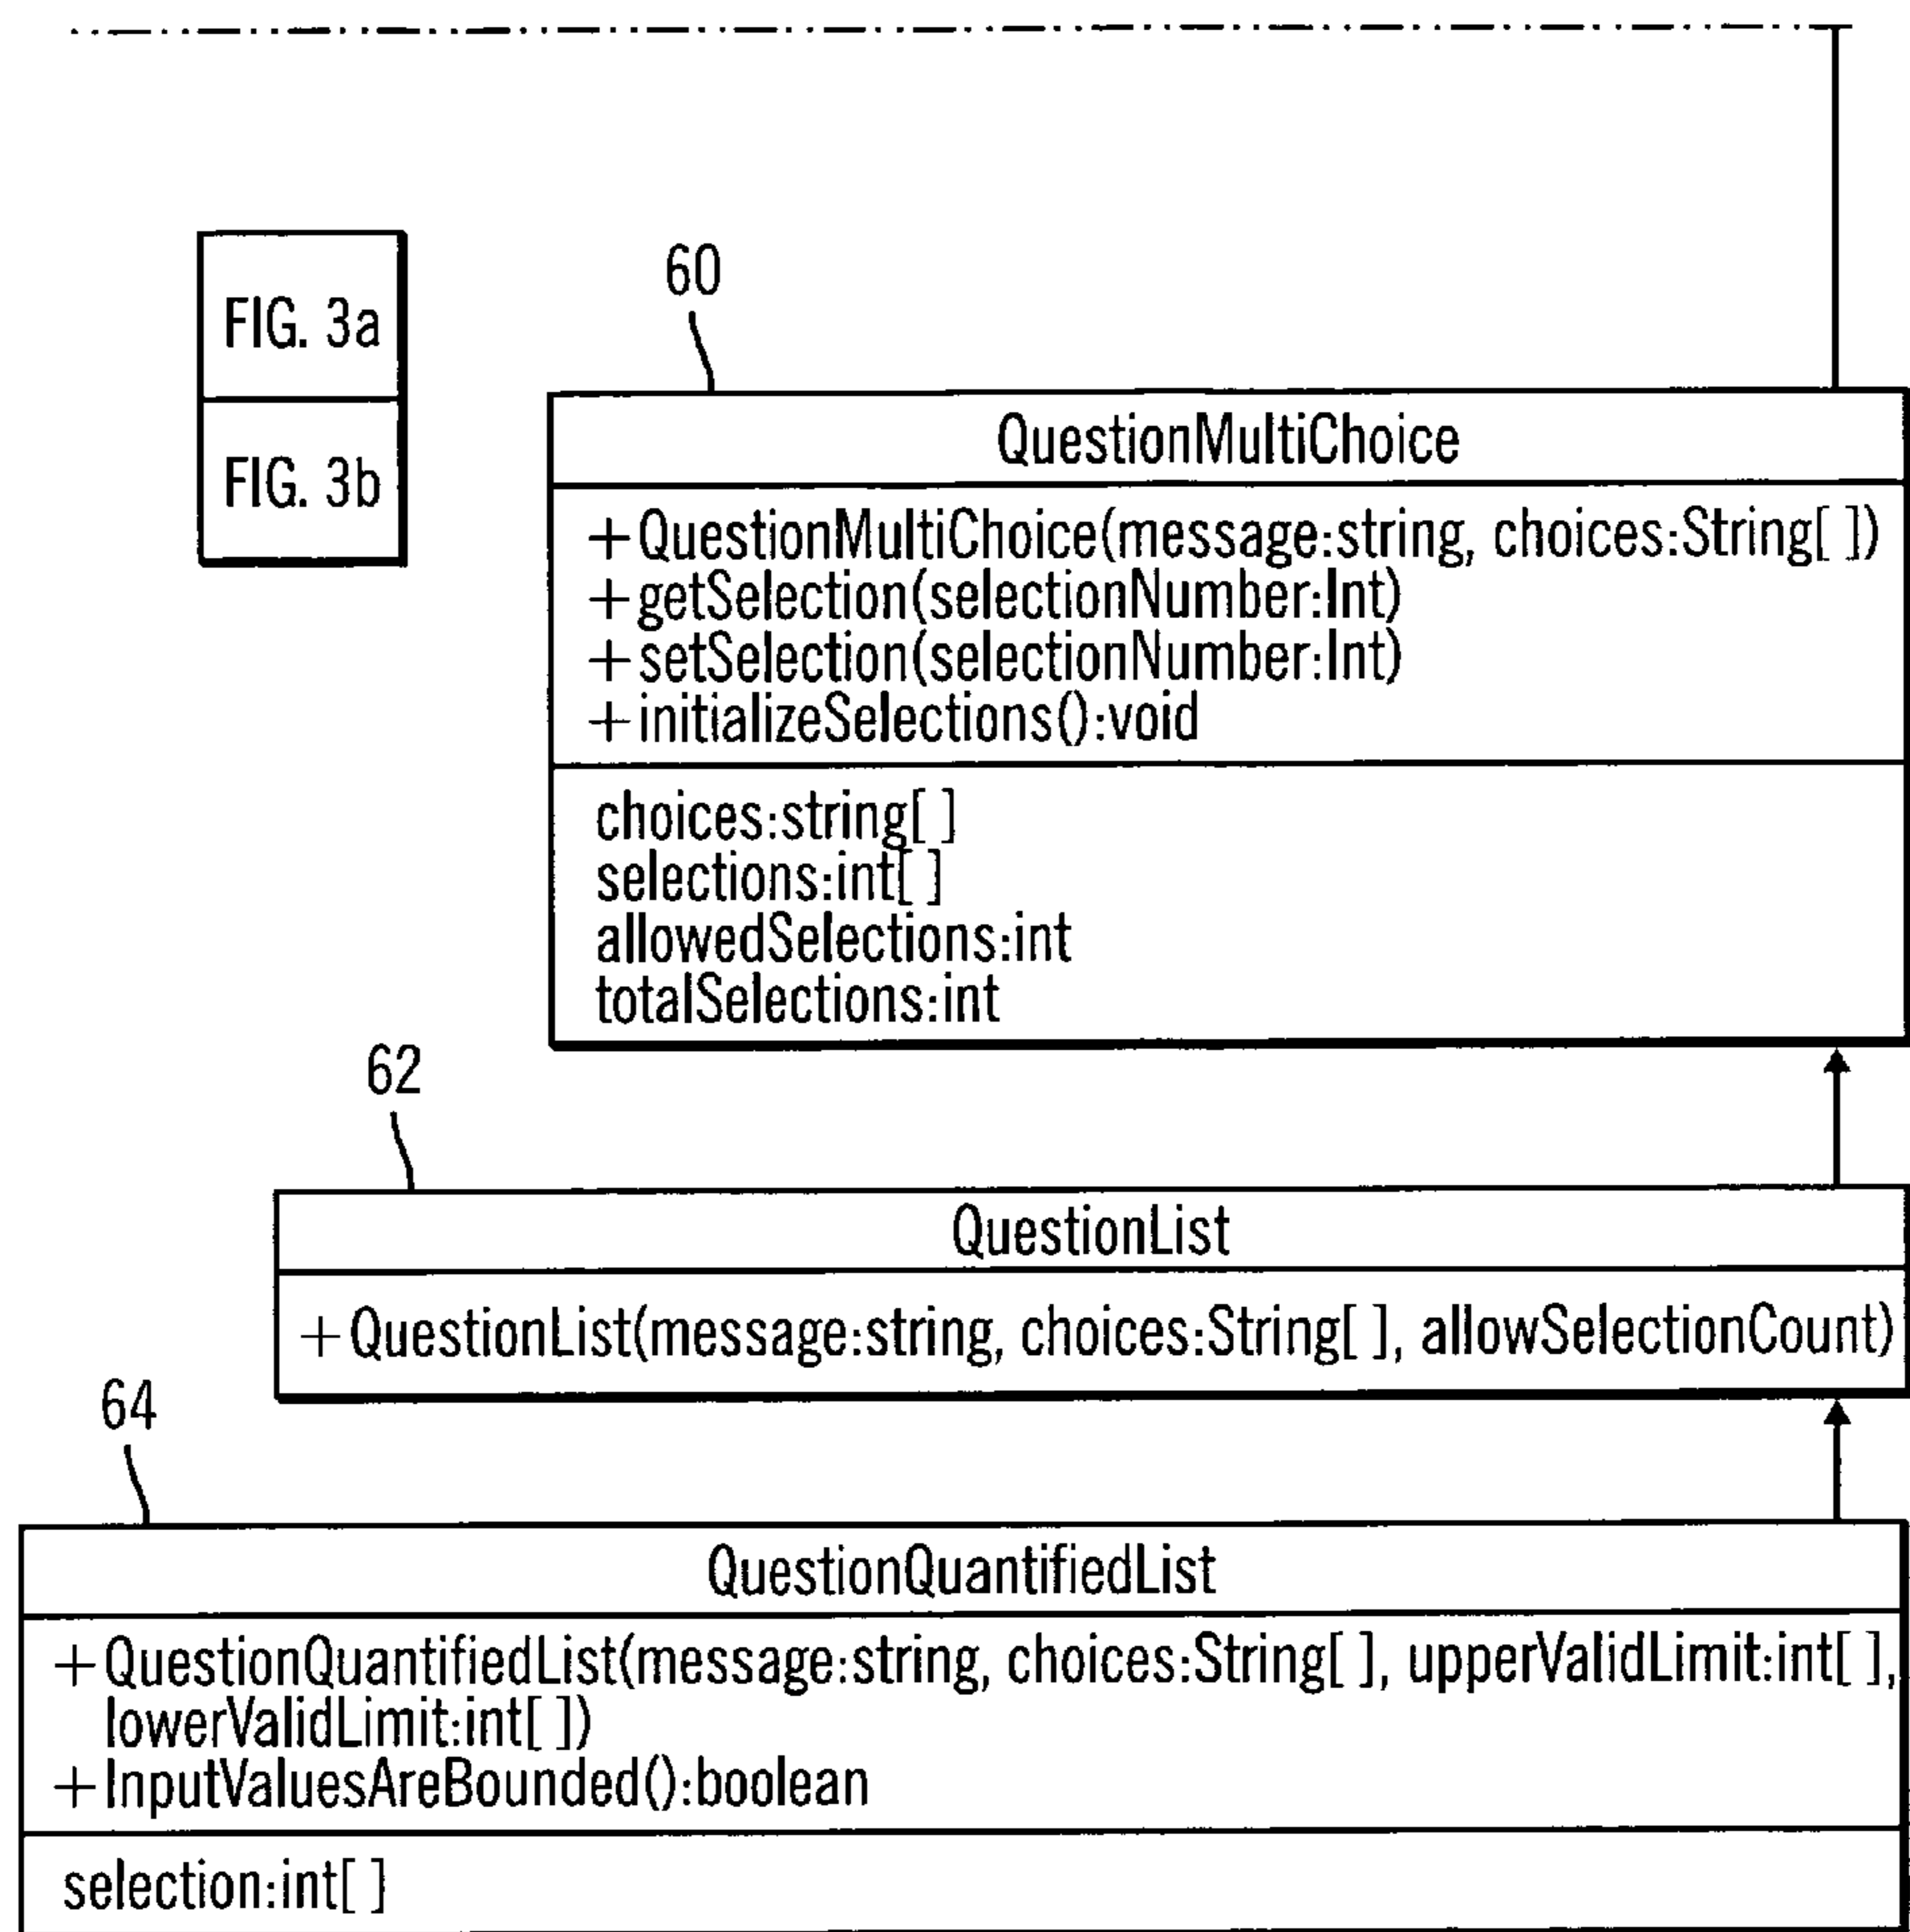 FIG. 3a
FIG. 3b
60
QuestionMultiChoice
+QuestionMultiChoice(message:string, choices:String[ ])
+getSelection(selectionNumber:Int)
+setSelection(selectionNumber:Int)
+initializeSelections():void
choices:string[ ]
selections:int[ ]
allowedSelections:int
totalSelections:int
62
QuestionList
+QuestionList(message:string, choices:String[ ], allowSelectionCount)
64
QuestionQuantifiedList
+QuestionQuantifiedList(message:string, choices:String[ ], upperValidLimit:int[ ],
lowerValidLimit:int[ ])
+InputValuesAreBounded():boolean
selection:int[ ]